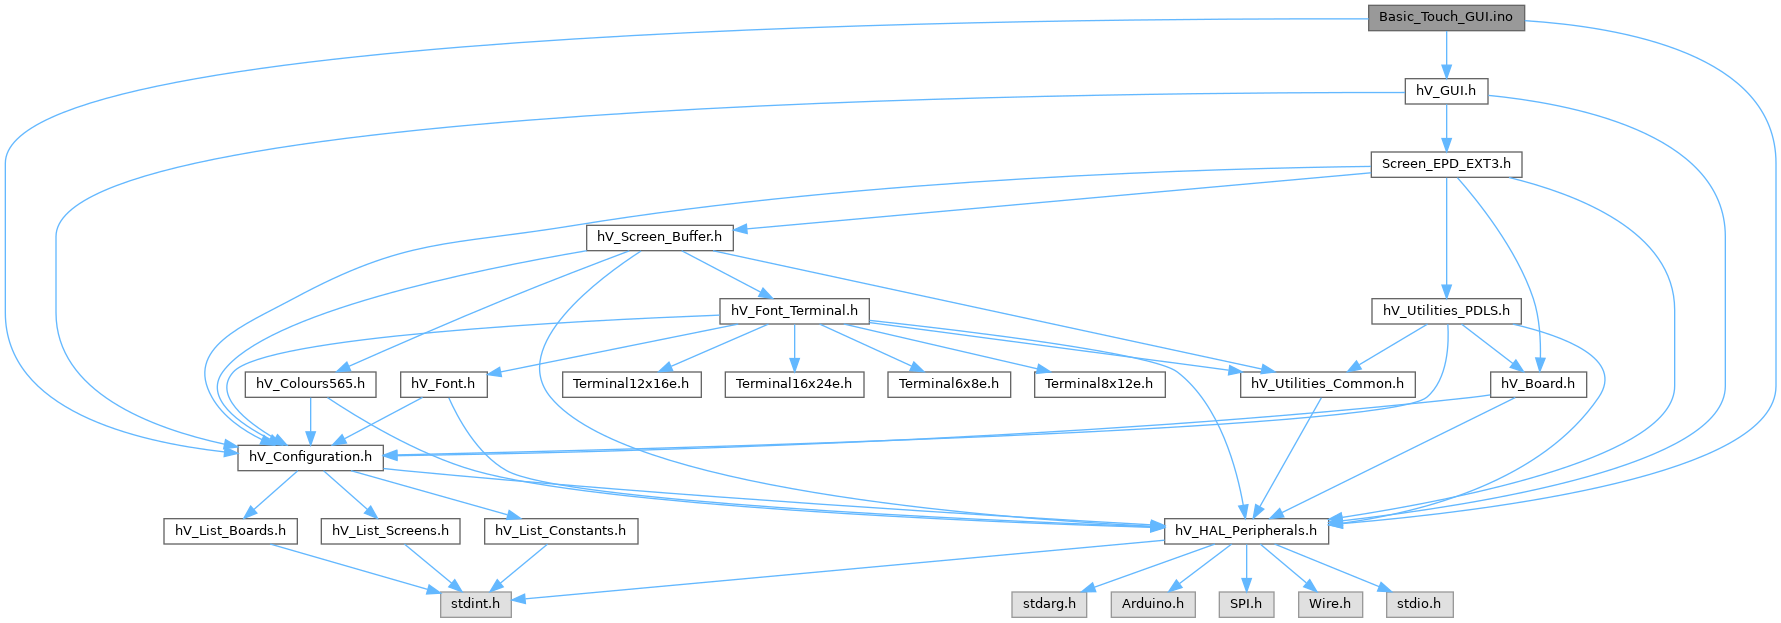 Basic_Touch_GUI.ino
hV_GUI.h
Screen_EPD_EXT3.h
hV_Screen_Buffer.h
hV_Font_Terminal.h
hV_Utilities_PDLS.h
hV_Colours565.h
hV_Font.h
Terminal12x16e.h
Terminal16x24e.h
Terminal6x8e.h
Terminal8x12e.h
hV_Utilities_Common.h
hV_Board.h
hV_Configuration.h
hV_List_Boards.h
hV_List_Screens.h
hV_List_Constants.h
hV_HAL_Peripherals.h
stdint.h
stdarg.h
Arduino.h
SPI.h
Wire.h
stdio.h